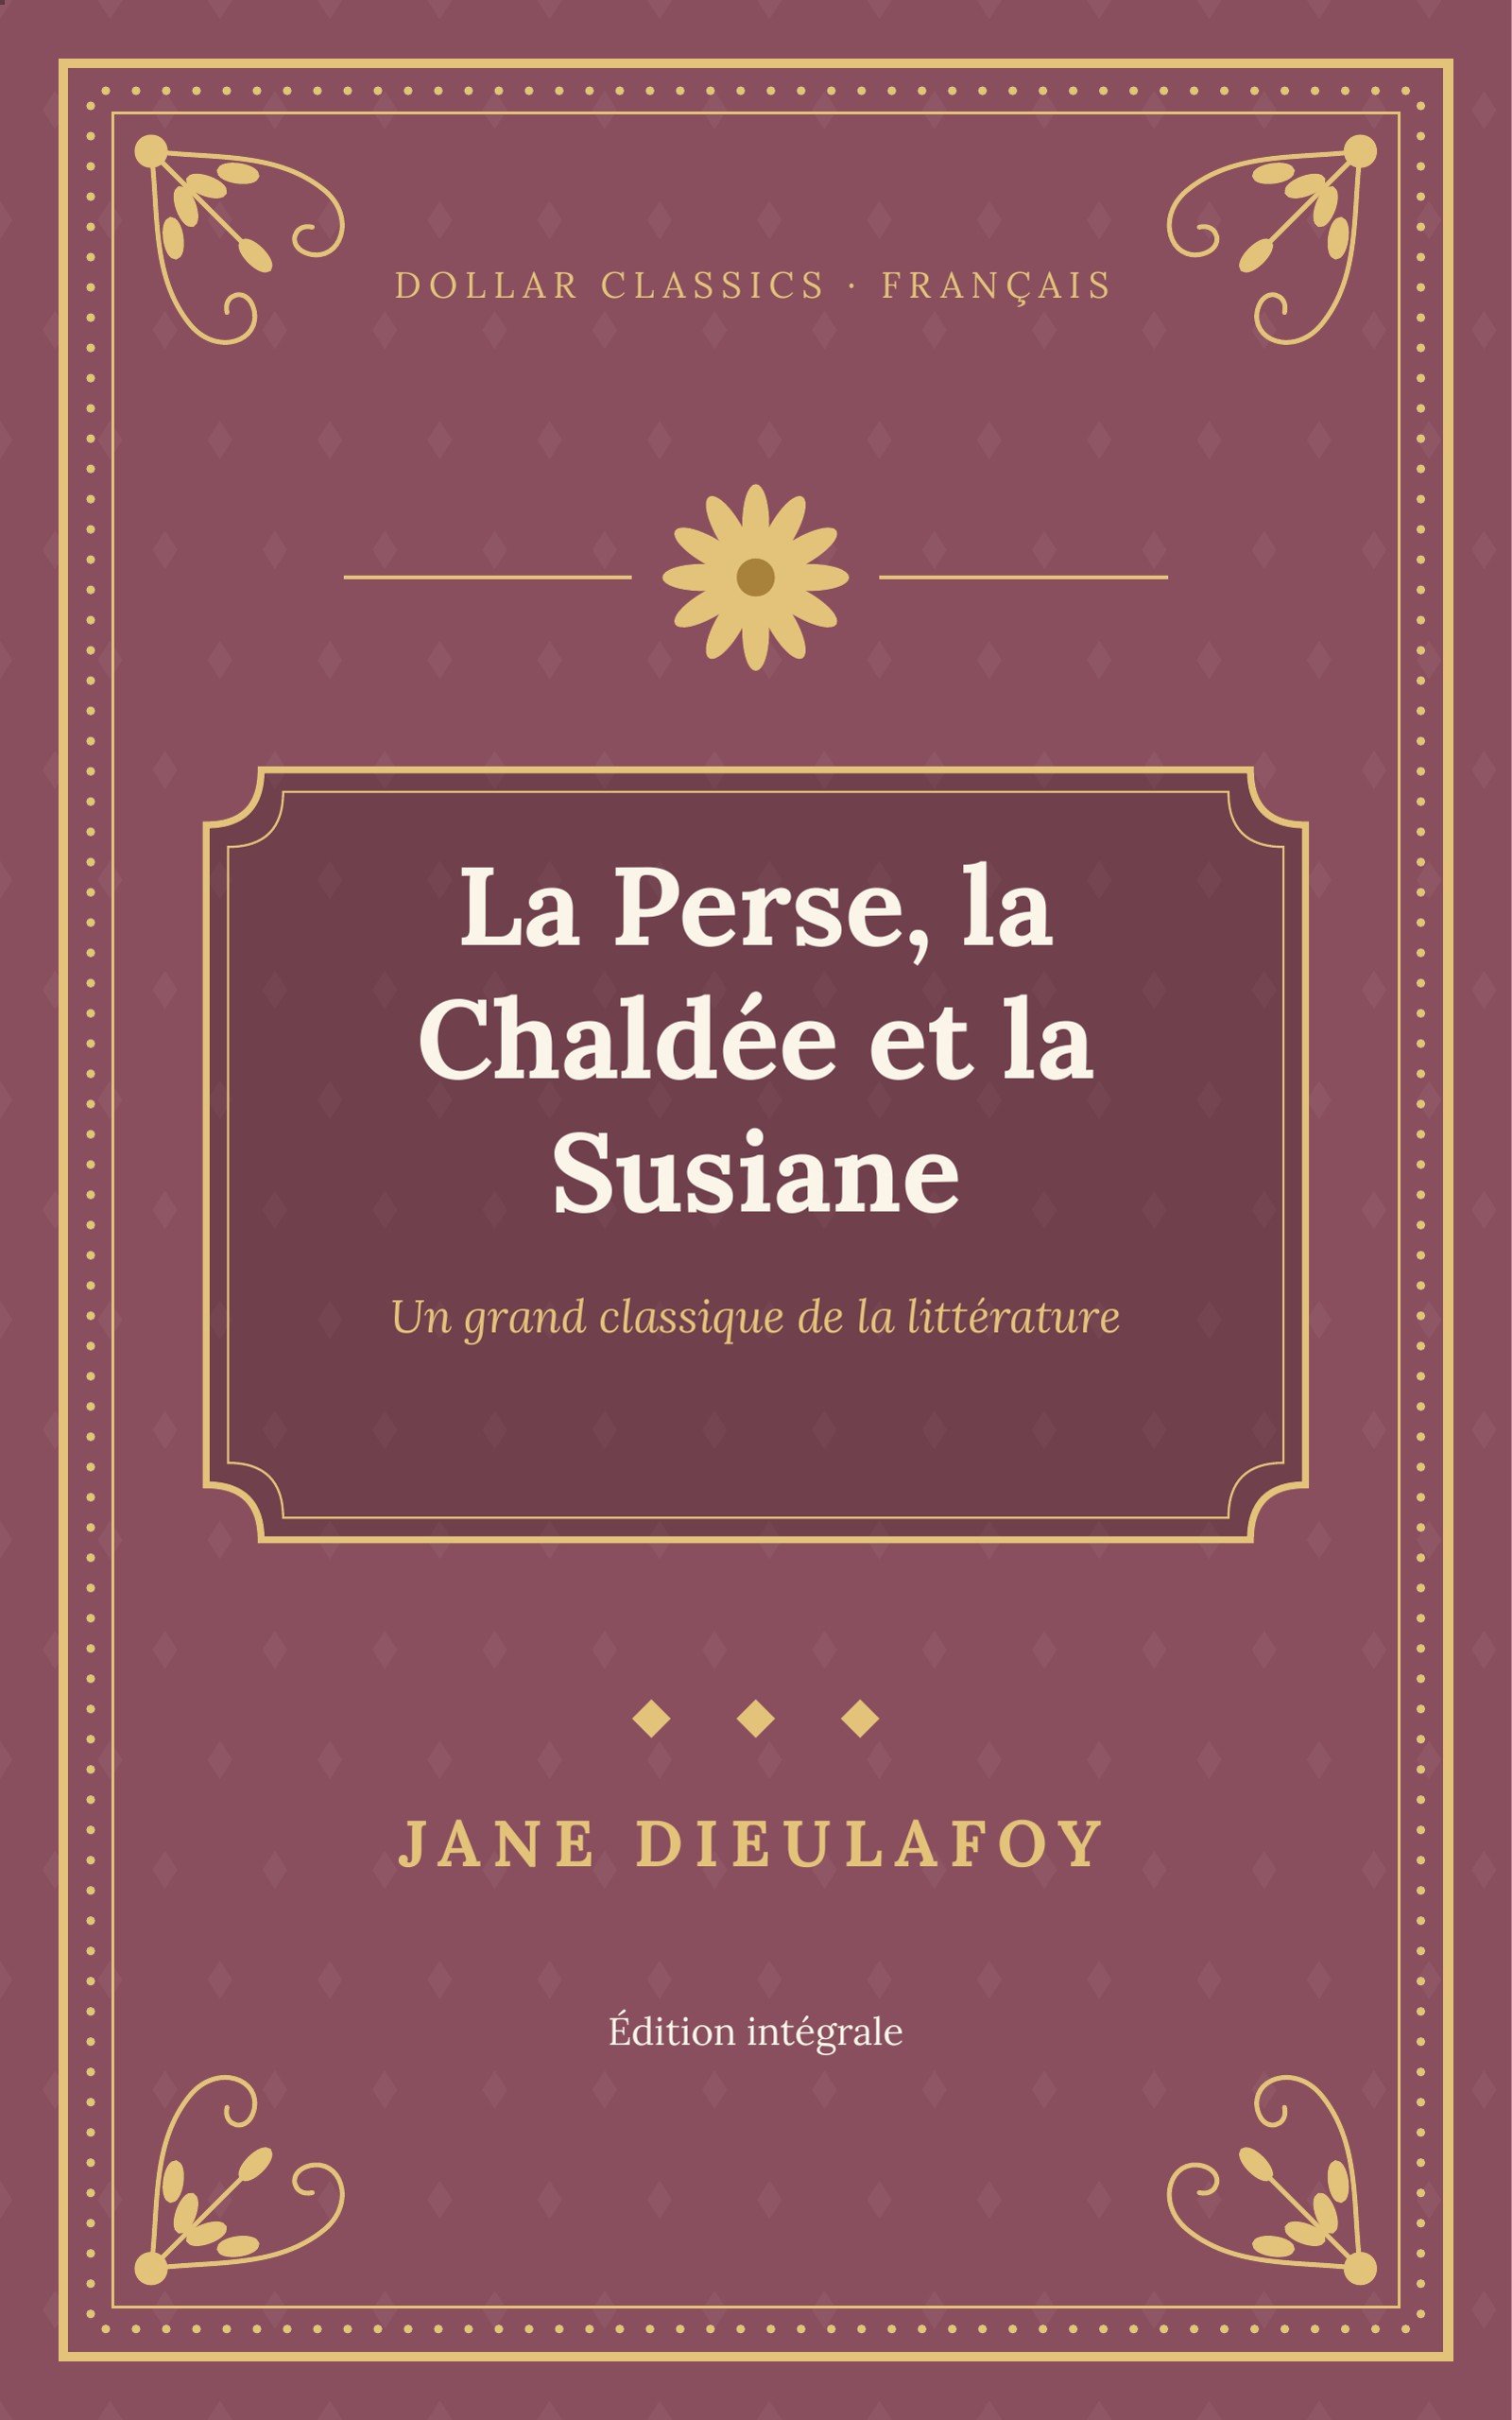 DOLLAR CLASSICS · FRANÇAIS
La Perse, la
Chaldée et la
Susiane
Un grand classique de la littérature
JANE DIEULAFOY
Édition intégrale